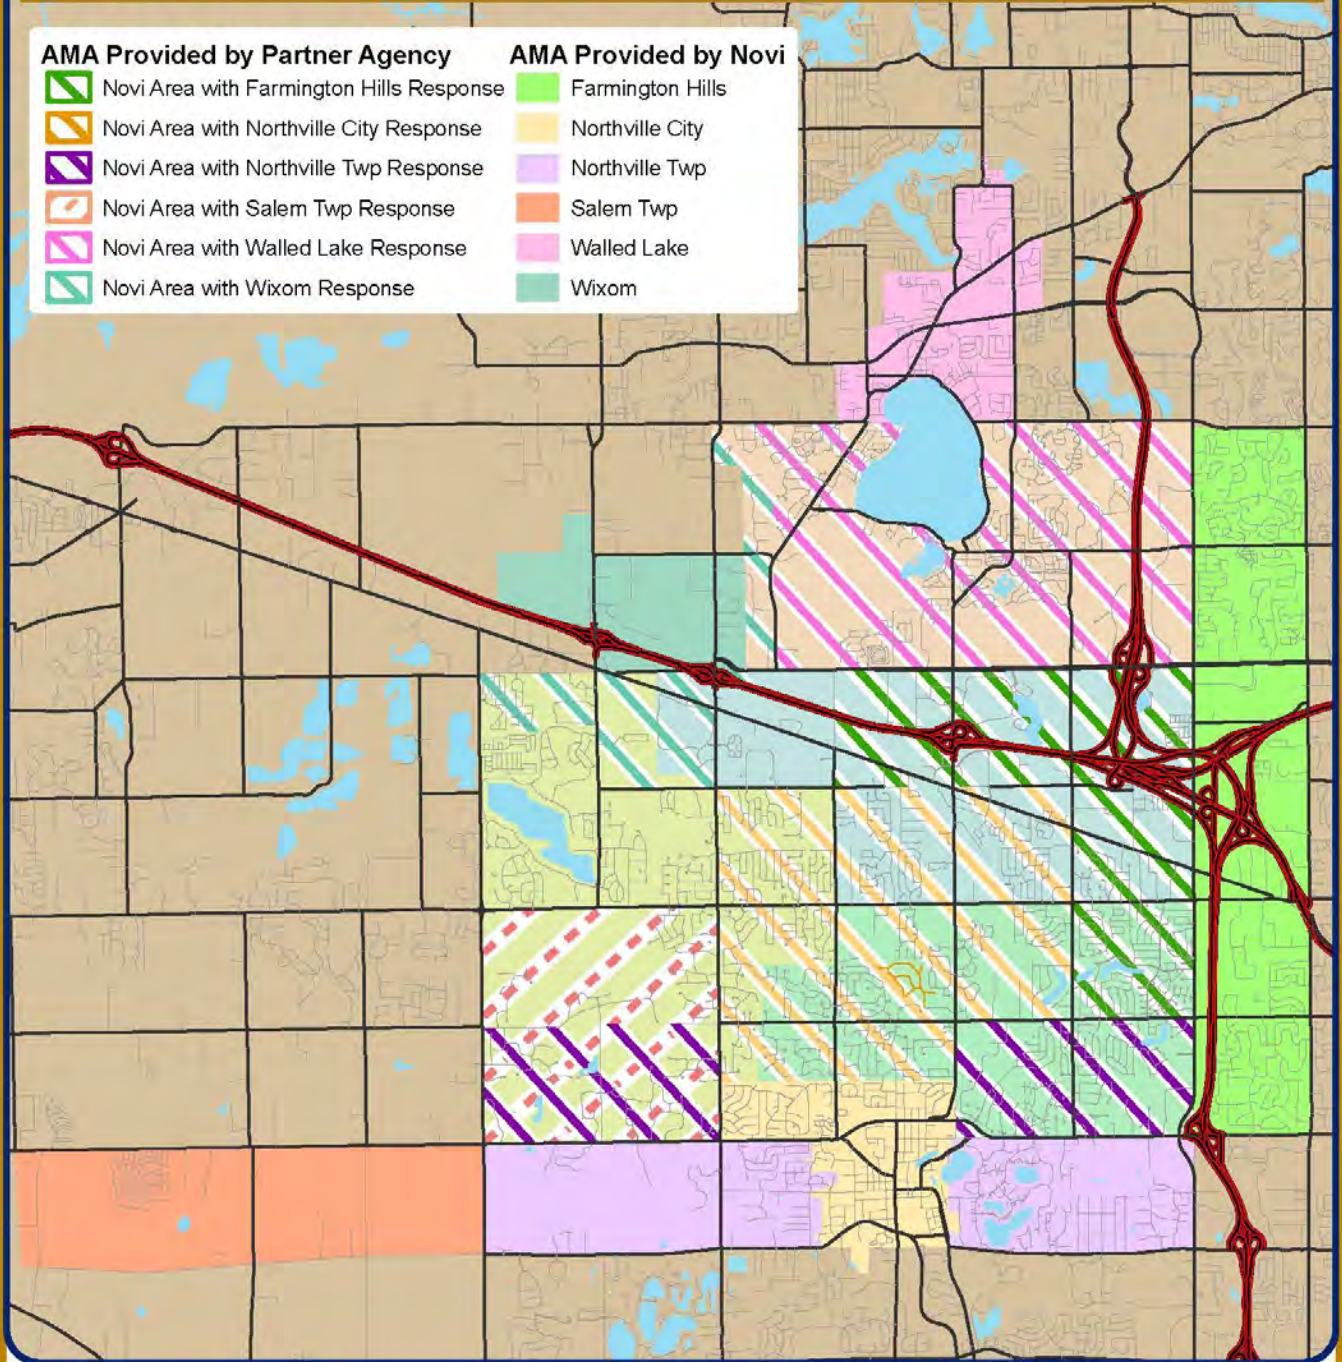 AMA Provided by Partner Agency
Novi Area with Farmington Hills Response
Novi Area with Northville City Response
Novi Area with Northville Twp Response
Novi Area with Salem Twp Response
Novi Area with Walled Lake Response
Novi Area with Wixom Response
AMA Provided by Novi
Farmington Hills
Northville City
Northville Twp
Salem Twp
Walled Lake
Wixom